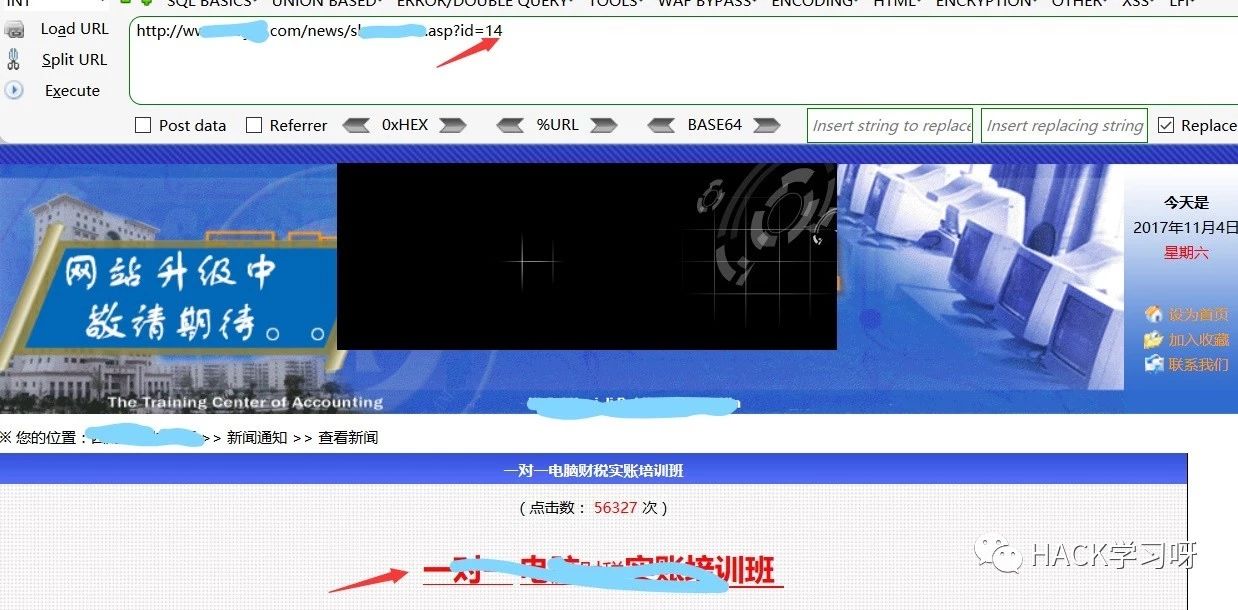 INT SQL BASICS UNION BASED ERROR/DOUBLE QUERY TOOLS WAF BYPASS ENCODING HTML ENCRYPTION OTHER XSS LFI
Load URL
http://w .com/news/s .asp?id=14
Split URL
Execute
Post data Referrer 0xHEX %URL BASE64 Insert string to replace Insert replacing string Replace
今天是
2017年11月4日
星期六
网站升级中
敬请期待。。
设为首页
加入收藏
联系我们
The Training Center of Accounting
※ 您的位置: >> 新闻通知 >> 查看新闻
一对一电脑财税实账培训班
( 点击数： 56327 次 )
一对一电脑财税实账培训班
HACK学习呀